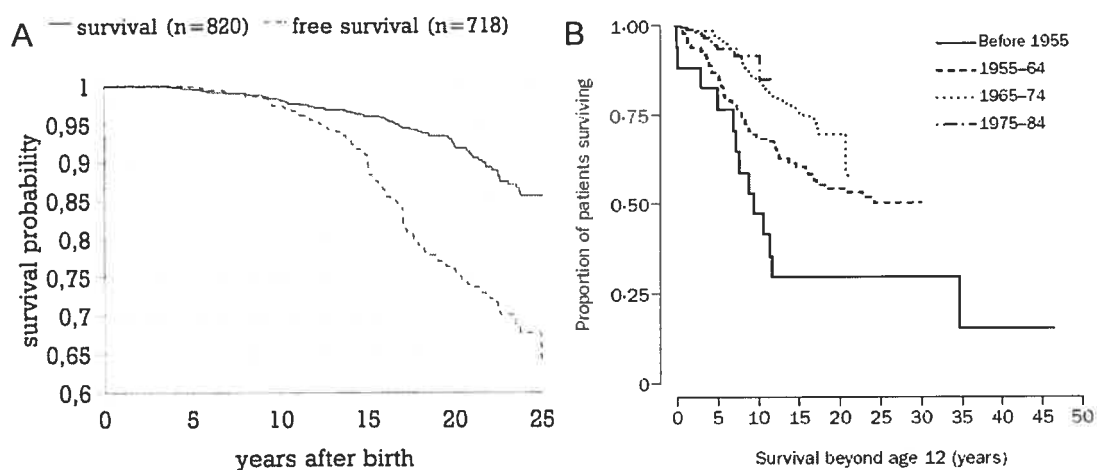 A
survival (n=820)
free survival (n=718)
survival probability
1
0,95
0,9
0,85
0,8
0,75
0,7
0,65
0,6
0 5 10 15 20 25
years after birth
B
Before 1955
1955–64
1965–74
1975–84
Proportion of patients surviving
1·00
0·75
0·50
0·25
0
0 5 10 15 20 25 30 35 40 45 50
Survival beyond age 12 (years)